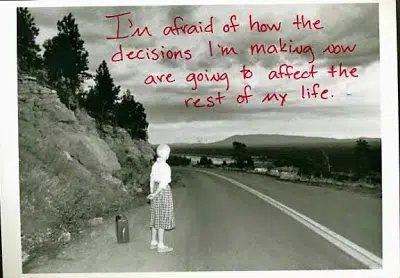 I'm afraid of how the
decisions I'm making now
are going to affect the
rest of my life.